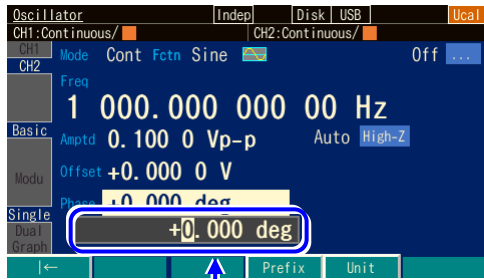 Oscillator Indep Disk USB Ucal
CH1:Continuous/ CH2:Continuous/
CH1
CH2
Mode Cont Fctn Sine Off ...
Freq
1 000.000 000 00 Hz
Basic
Amptd 0.100 0 Vp-p Auto High-Z
Modu
Offset +0.000 0 V
Phase +0.000 deg
Single
Dual
Graph
+0.000 deg
|← Prefix Unit